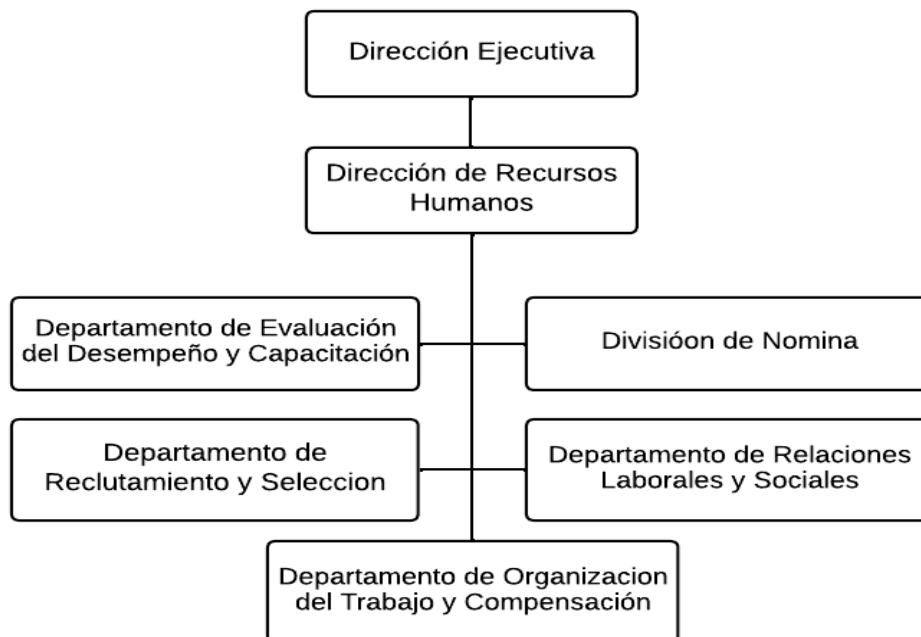 Dirección Ejecutiva
Dirección de Recursos
Humanos
Departamento de Evaluación
del Desempeño y Capacitación
Divisióon de Nomina
Departamento de
Reclutamiento y Seleccion
Departamento de Relaciones
Laborales y Sociales
Departamento de Organizacion
del Trabajo y Compensación